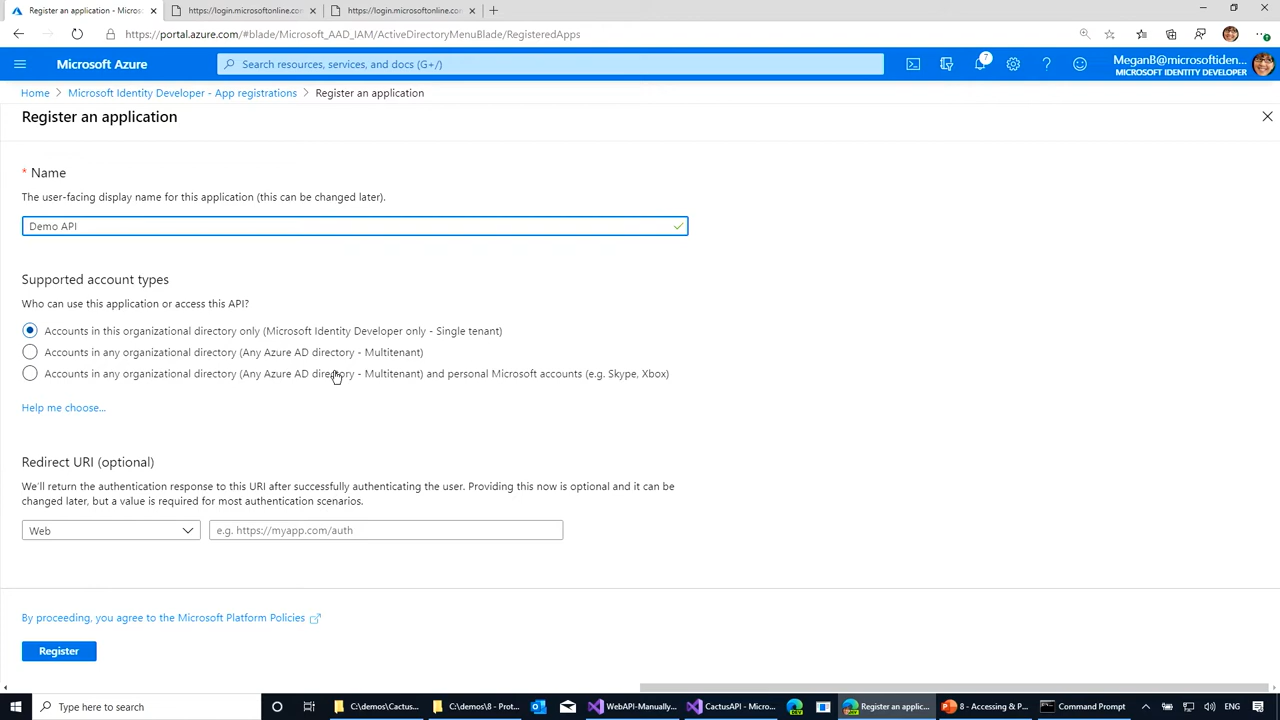 Register an application - Micros
https://login.microsoftonline.com
https://login.microsoftonline.com
https://portal.azure.com/#blade/Microsoft_AAD_IAM/ActiveDirectoryMenuBlade/RegisteredApps
Microsoft Azure
Search resources, services, and docs (G+/)
7
MeganB@microsoftiden...
MICROSOFT IDENTITY DEVELOPER
Home > Microsoft Identity Developer - App registrations > Register an application
Register an application
* Name
The user-facing display name for this application (this can be changed later).
Demo API
Supported account types
Who can use this application or access this API?
Accounts in this organizational directory only (Microsoft Identity Developer only - Single tenant)
Accounts in any organizational directory (Any Azure AD directory - Multitenant)
Accounts in any organizational directory (Any Azure AD directory - Multitenant) and personal Microsoft accounts (e.g. Skype, Xbox)
Help me choose...
Redirect URI (optional)
We'll return the authentication response to this URI after successfully authenticating the user. Providing this now is optional and it can be
changed later, but a value is required for most authentication scenarios.
Web
e.g. https://myapp.com/auth
By proceeding, you agree to the Microsoft Platform Policies
Register
Type here to search
C:\demos\Cactus...
C:\demos\8 - Prot...
WebAPI-Manually...
CactusAPI - Micro...
Register an applic...
8 - Accessing & P...
Command Prompt
ENG